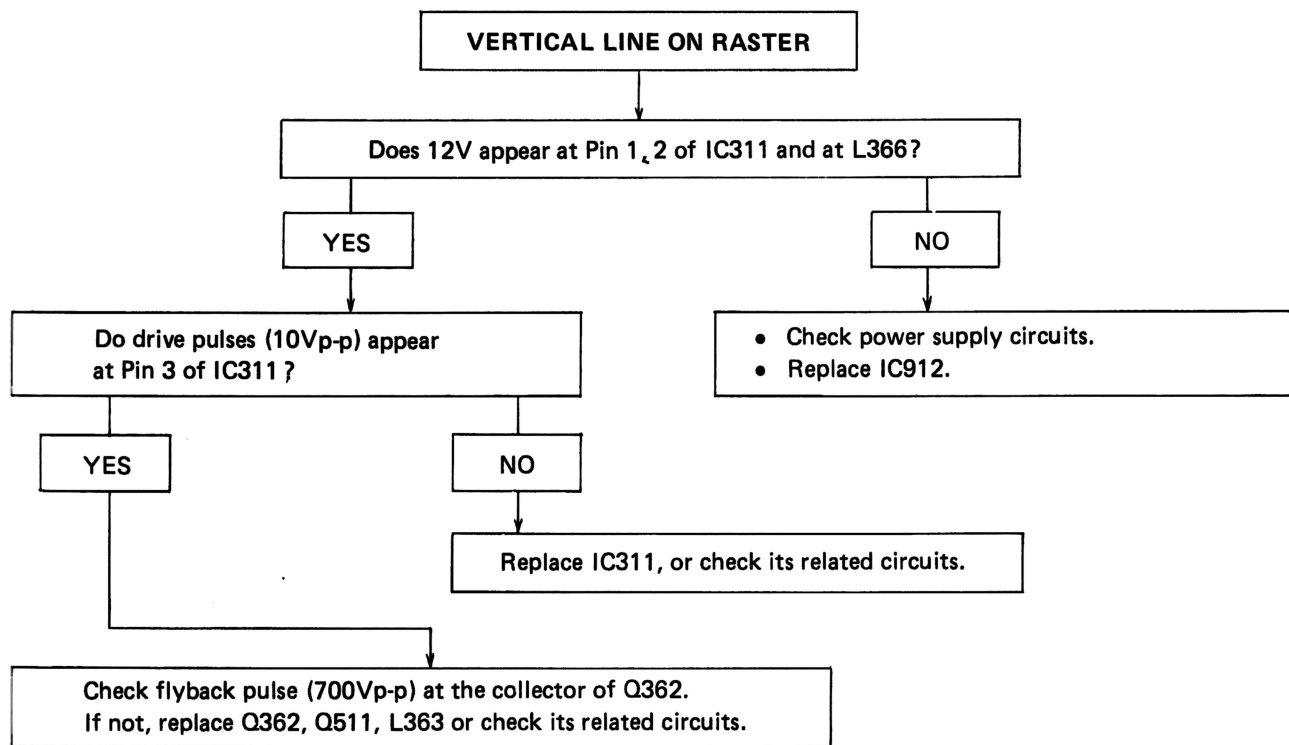 VERTICAL LINE ON RASTER
Does 12V appear at Pin 1, 2 of IC311 and at L366?
YES
NO
Do drive pulses (10Vp-p) appear
at Pin 3 of IC311?
• Check power supply circuits.
• Replace IC912.
YES
NO
Replace IC311, or check its related circuits.
Check flyback pulse (700Vp-p) at the collector of Q362.
If not, replace Q362, Q511, L363 or check its related circuits.